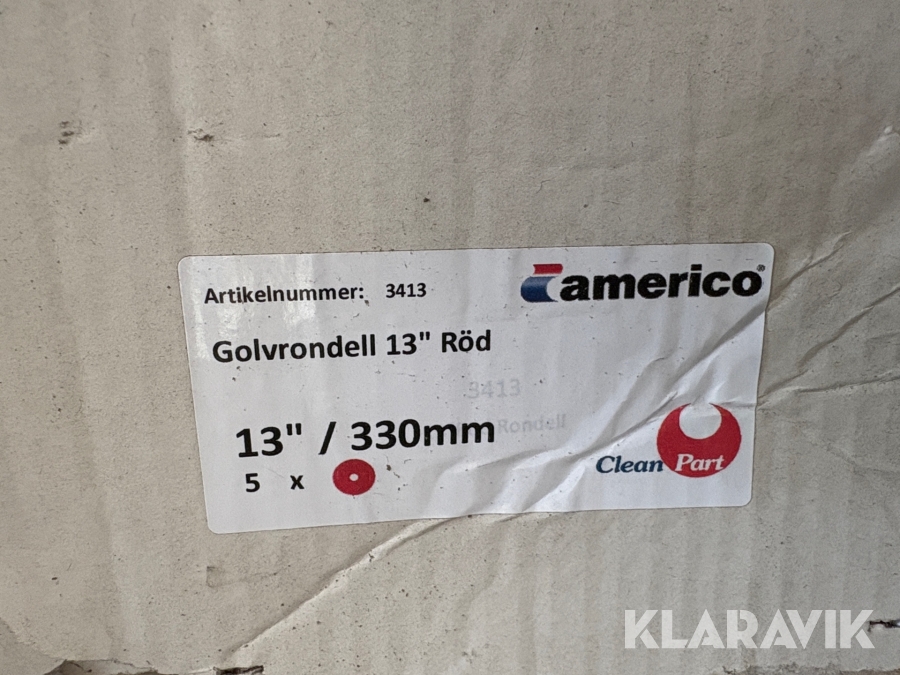 Artikelnummer: 3413
americo®
Golvrondell 13" Röd
3413
Rondell
13" / 330mm
5 x
Clean Part
KLARAVIK